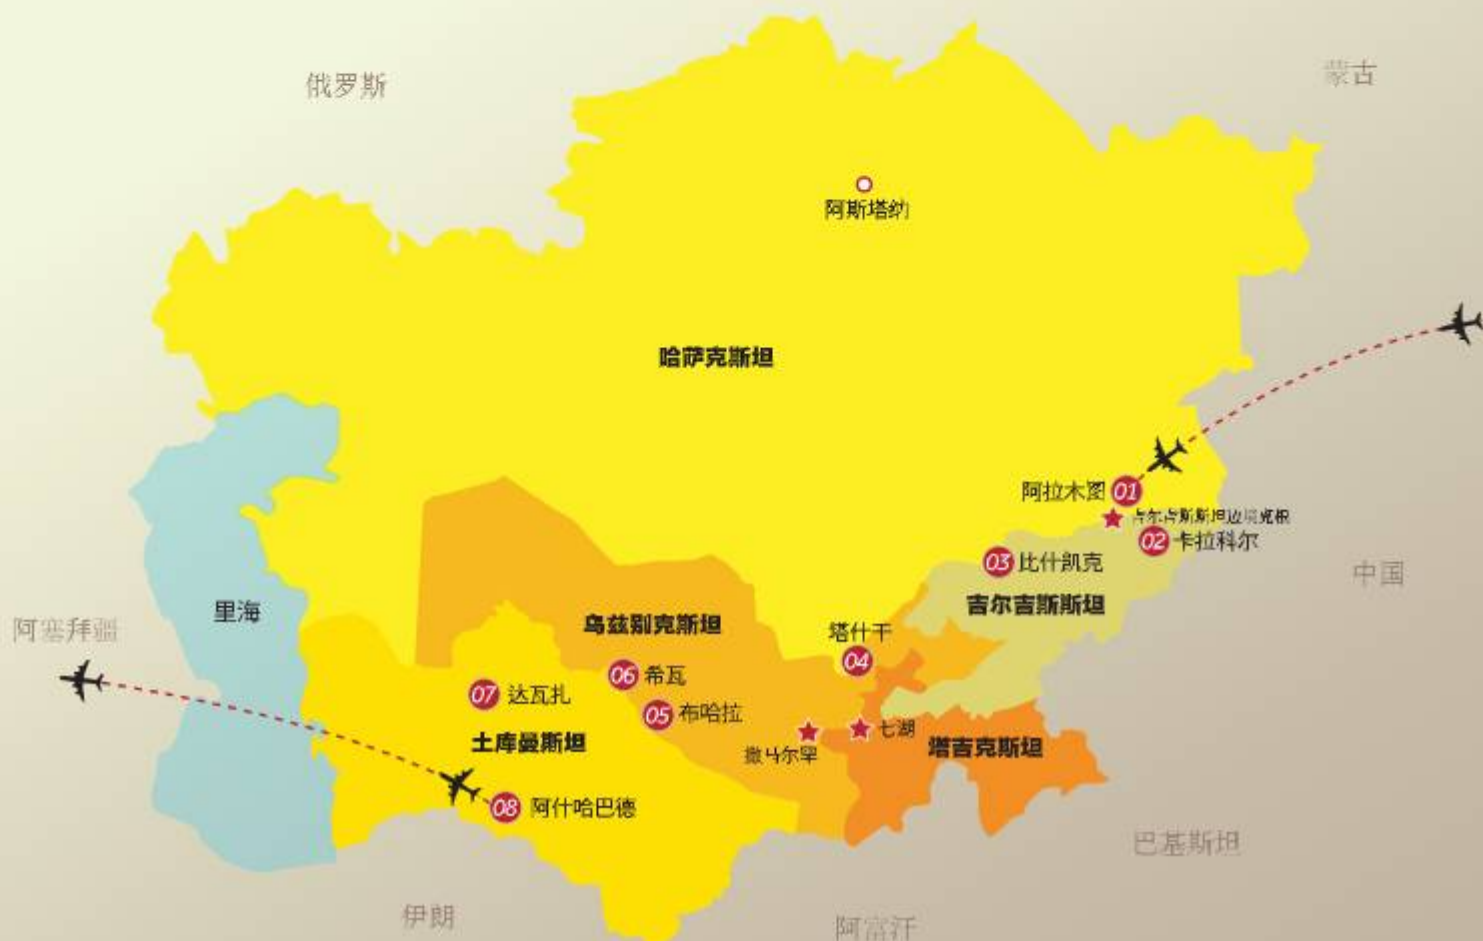 俄罗斯
蒙古
阿斯塔纳
哈萨克斯坦
阿拉木图 01
02 卡拉科尔
03 比什凯克
中国
吉尔吉斯斯坦
里海
阿塞拜疆
乌兹别克斯坦
塔什干
04
06 希瓦
07 达瓦扎
05 布哈拉
土库曼斯坦
撒马尔罕
七湖
塔吉克斯坦
08 阿什哈巴德
巴基斯坦
伊朗
阿富汗